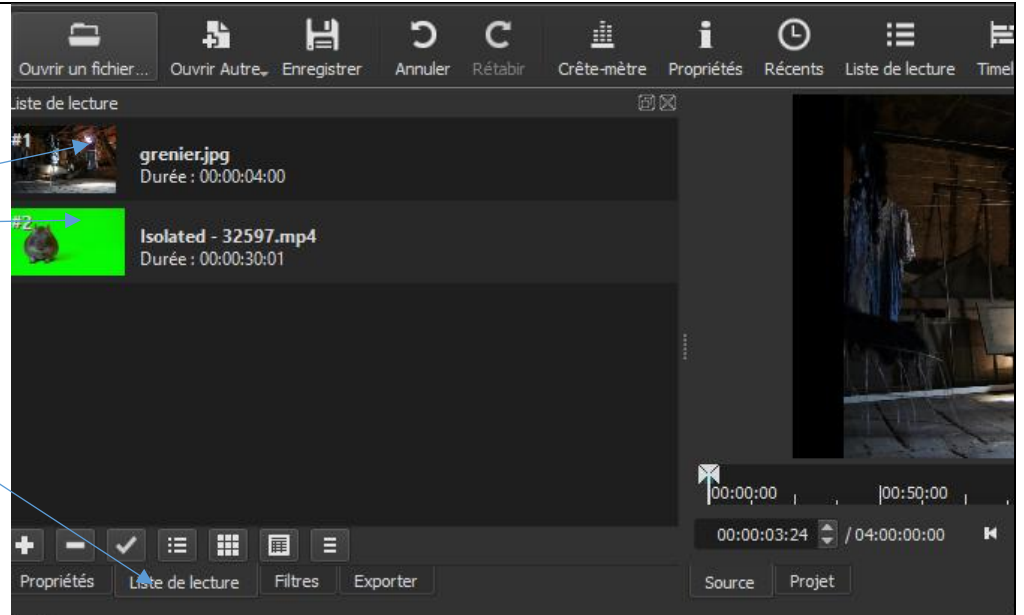 Ouvrir un fichier... Ouvrir Autre Enregistrer Annuler Rétabir Crête-mètre Propriétés Récents Liste de lecture
Liste de lecture
#1
grenier.jpg
Durée : 00:00:04:00
#2
Isolated - 32597.mp4
Durée : 00:00:30:01
00:00:00 00:50:00
00:00:03:24 / 04:00:00:00
Propriétés Liste de lecture Filtres Exporter Source Projet